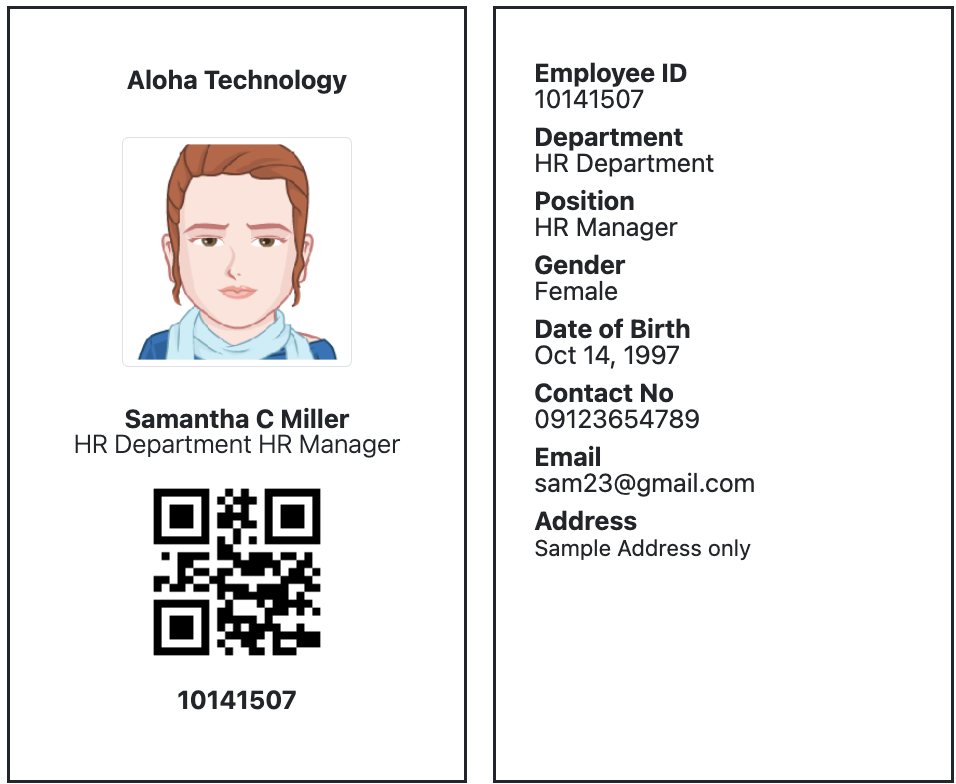 Aloha Technology
Samantha C Miller
HR Department HR Manager
10141507
Employee ID
10141507
Department
HR Department
Position
HR Manager
Gender
Female
Date of Birth
Oct 14, 1997
Contact No
09123654789
Email
sam23@gmail.com
Address
Sample Address only